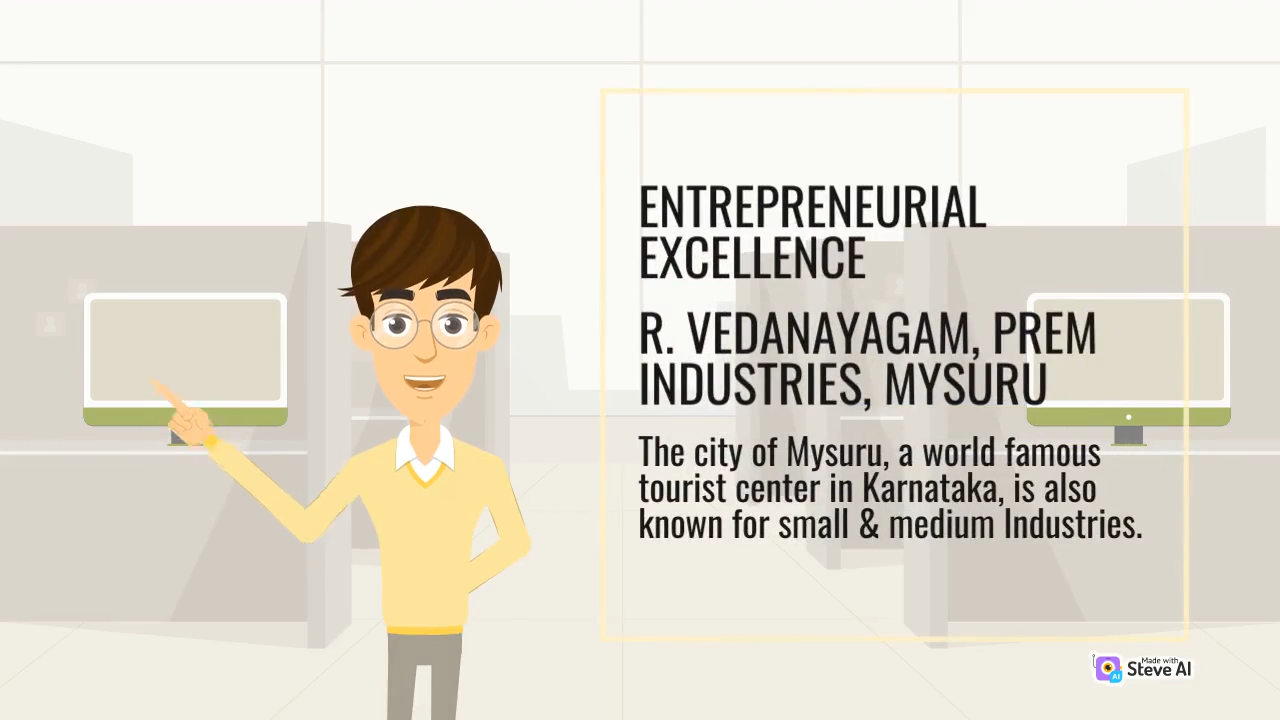 ENTREPRENEURIAL
EXCELLENCE
R. VEDANAYAGAM, PREM
INDUSTRIES, MYSURU
The city of Mysuru, a world famous
tourist center in Karnataka, is also
known for small & medium Industries.
Made with
Steve AI
AI